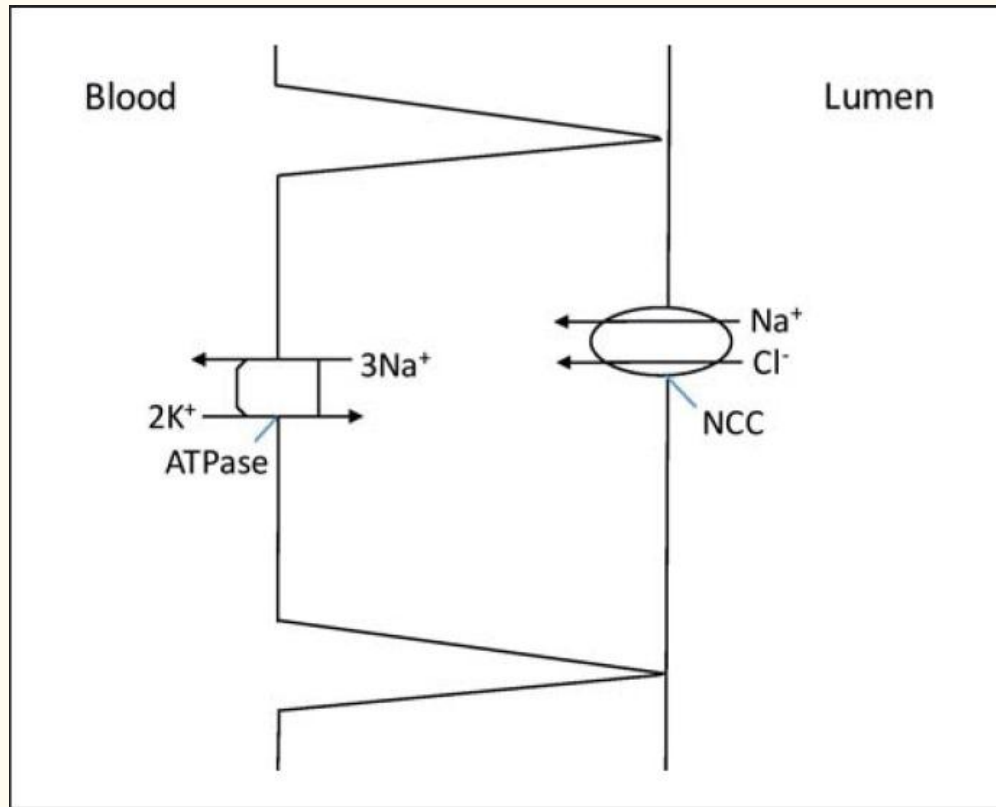 Blood
Lumen
Na⁺
3Na⁺
Cl⁻
2K⁺
NCC
ATPase